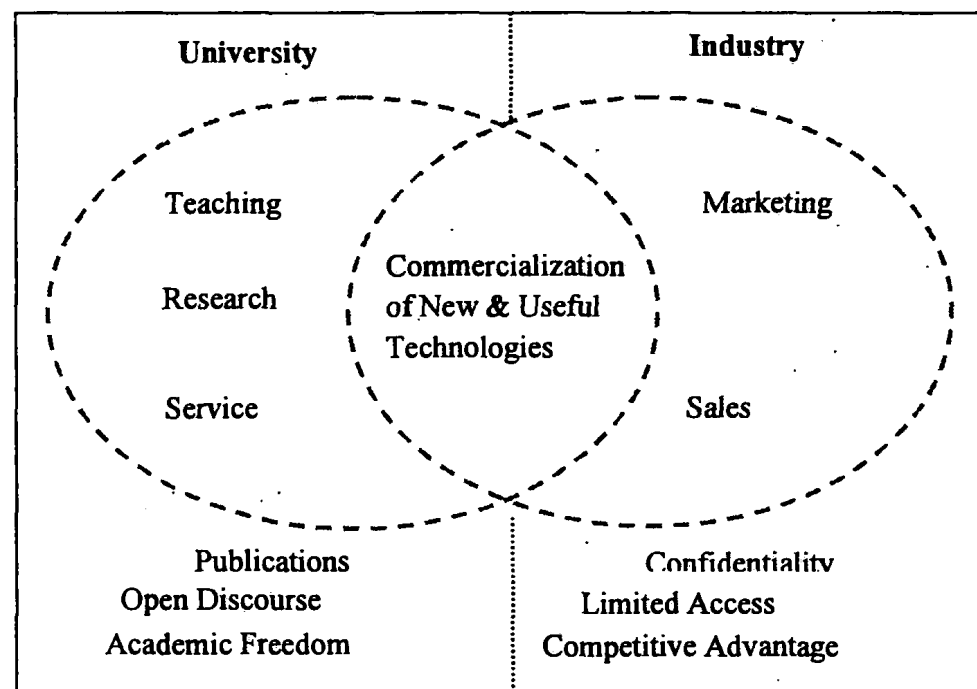 University
Industry
Teaching
Research
Service
Commercialization
of New & Useful
Technologies
Marketing
Sales
Publications
Open Discourse
Academic Freedom
Confidentiality
Limited Access
Competitive Advantage